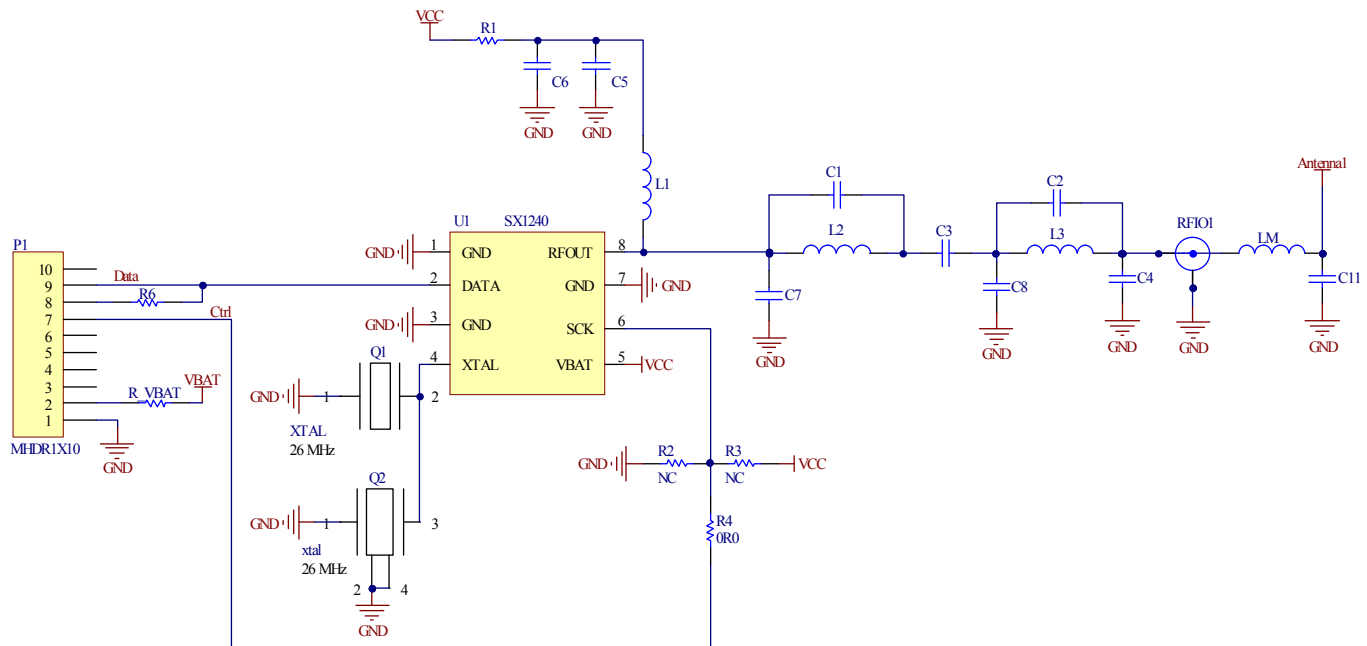 VCC
R1
C6
C5
GND
GND
L1
C1
C2
Antenna1
U1
SX1240
L2
C3
L3
RFIO1
LM
P1
GND
1
GND
RFOUT
8
10
9
Data
2
DATA
GND
7
GND
8
R6
C7
C8
C4
C11
7
Ctrl
GND
3
GND
SCK
6
6
GND
GND
GND
GND
GND
5
Q1
4
XTAL
VBAT
5
VCC
4
3
VBAT
2
R_VBAT
GND
1
2
1
MHDR1X10
GND
XTAL
26 MHz
R2
R3
GND
VCC
NC
NC
Q2
GND
1
3
R4
0R0
xtal
26 MHz
2
4
GND